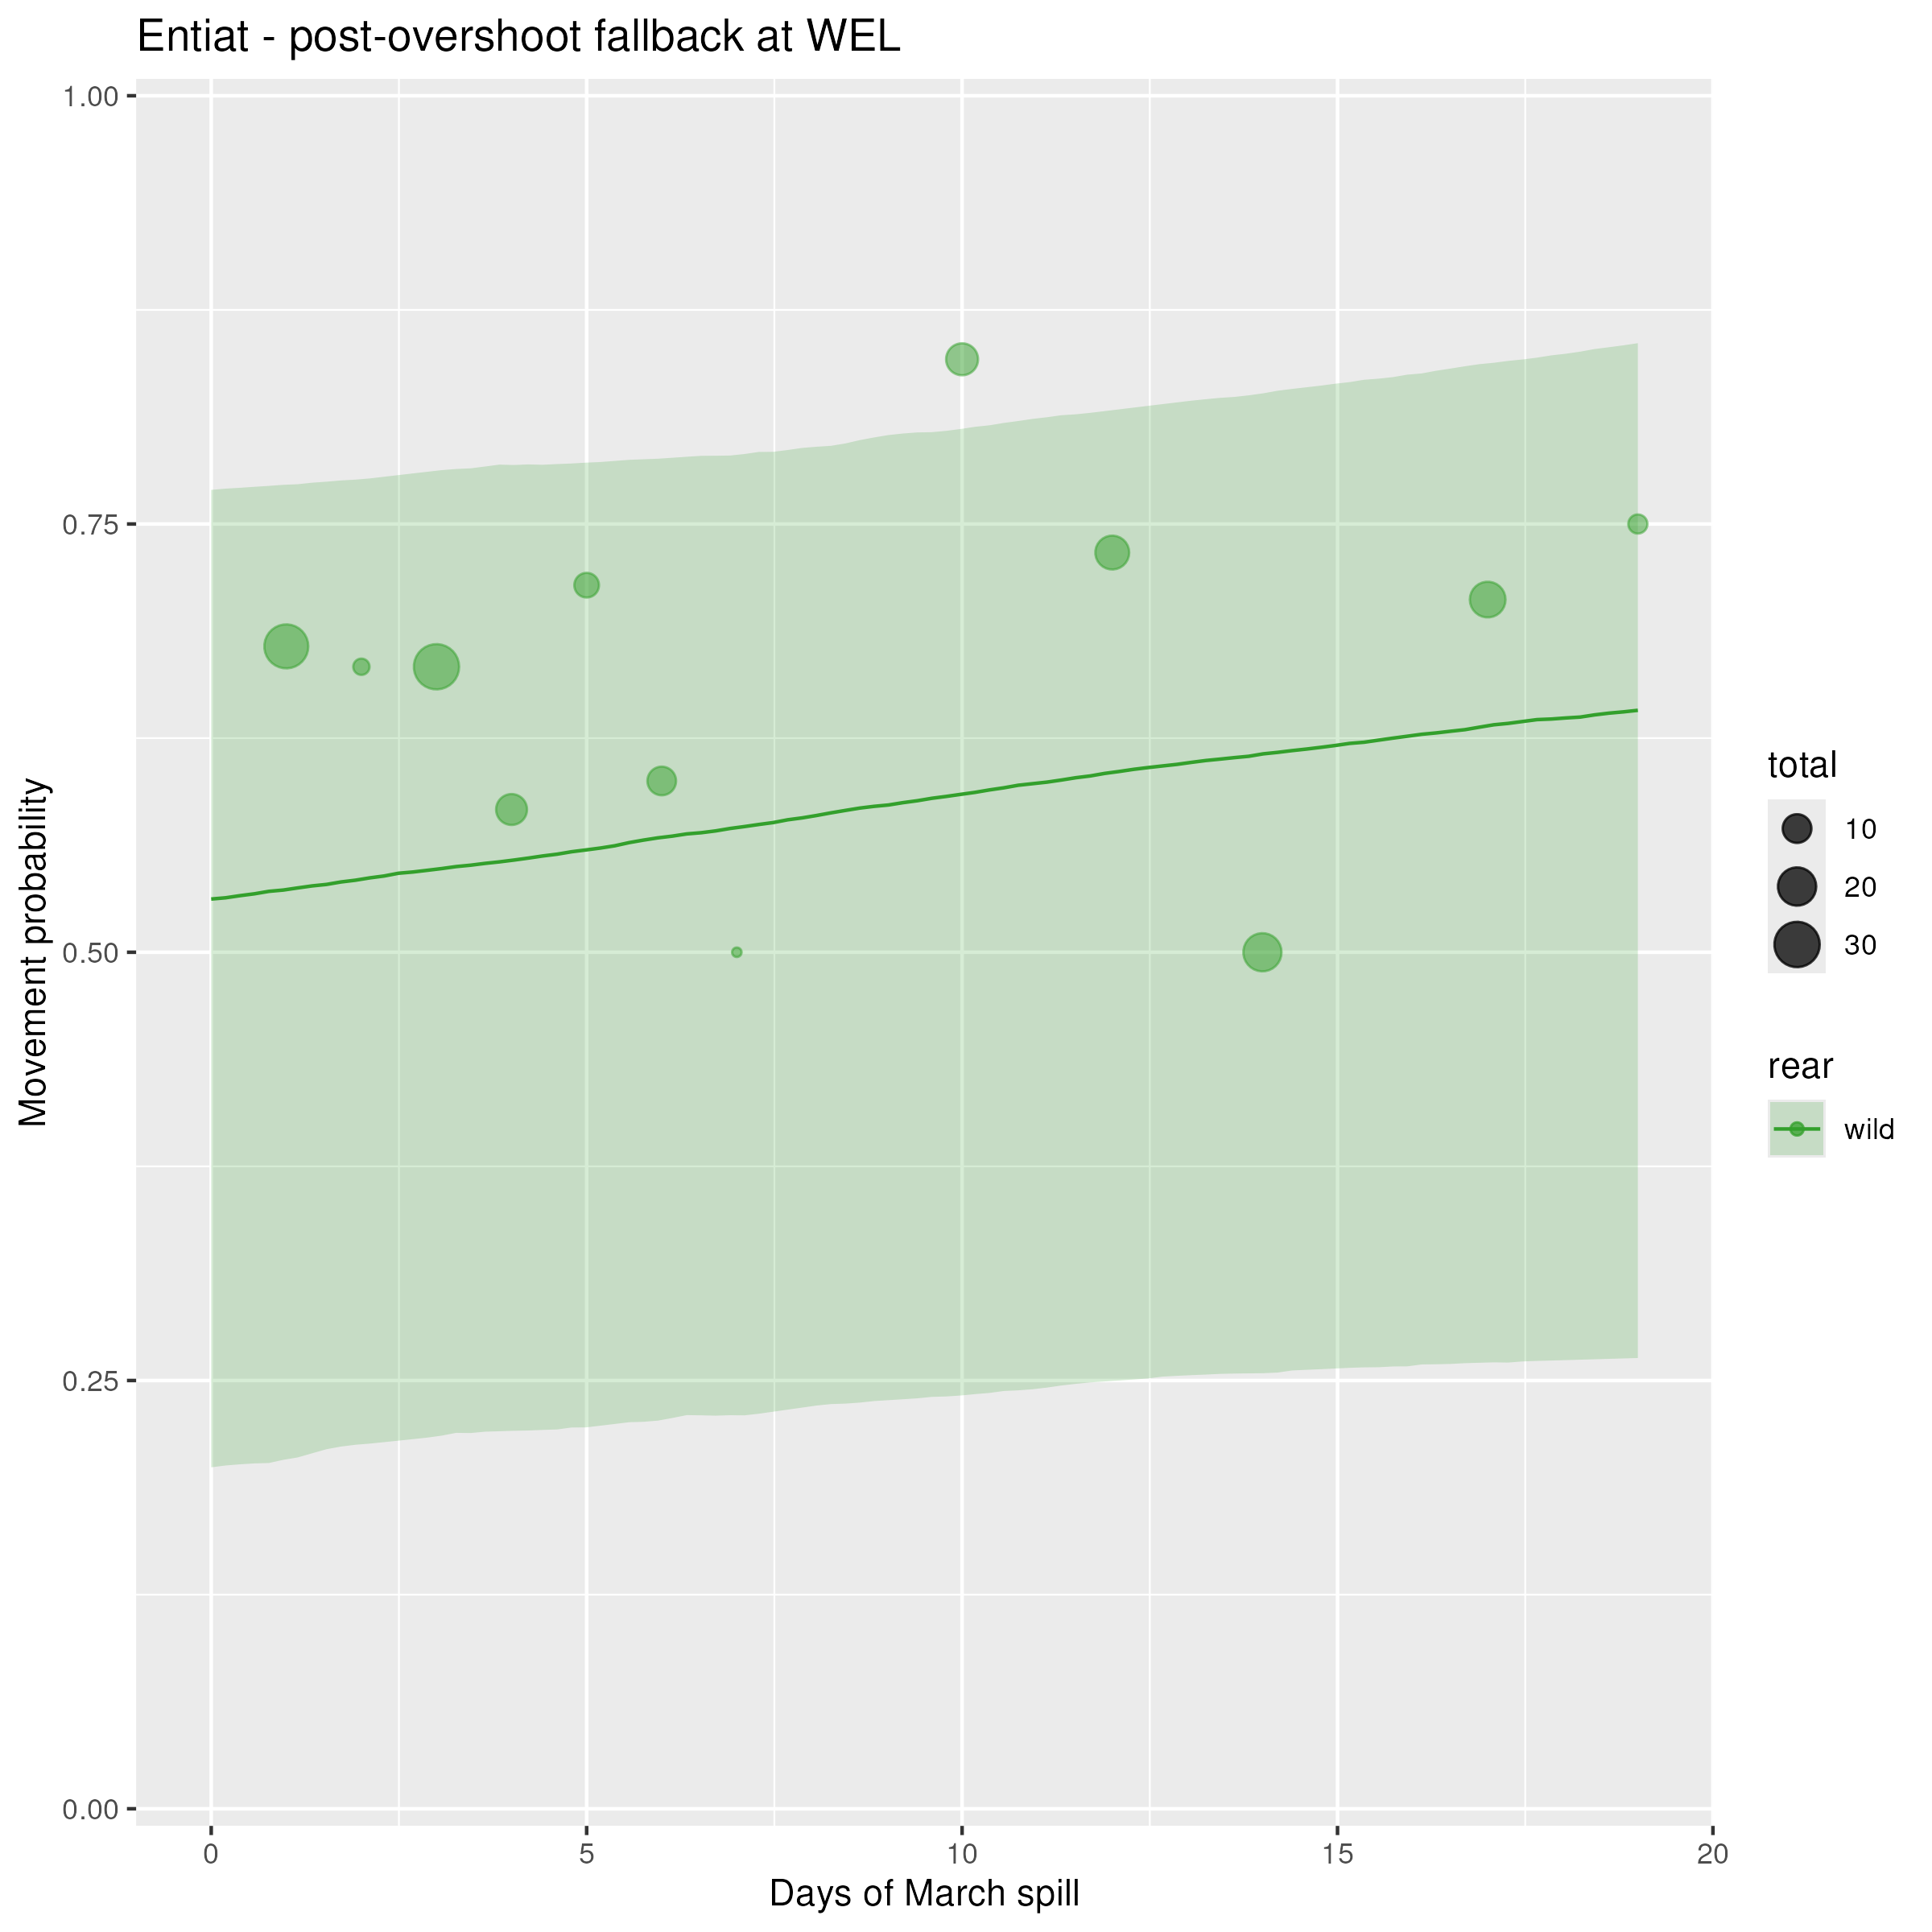 Entiat - post-overshoot fallback at WEL
Movement probability
1.00
0.75
0.50
0.25
0.00
0
5
10
15
20
Days of March spill
total
10
20
30
rear
wild